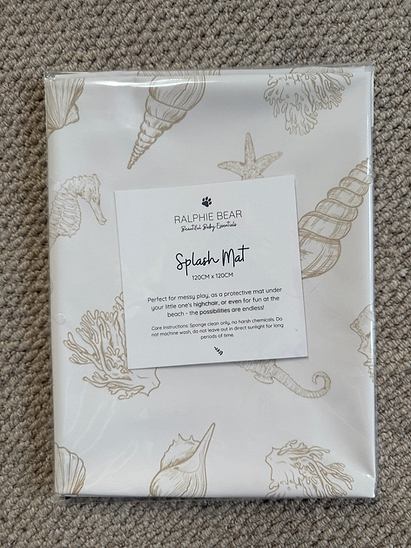 RALPHIE BEAR
Beautiful Baby Essentials
Splash Mat
120CM x 120CM
Perfect for messy play, as a protective mat under
your little one's highchair, or even for fun at the
beach - the possibilities are endless!
Care Instructions: Sponge clean only, no harsh chemicals. Do
not machine wash, do not leave out in direct sunlight for long
periods of time.